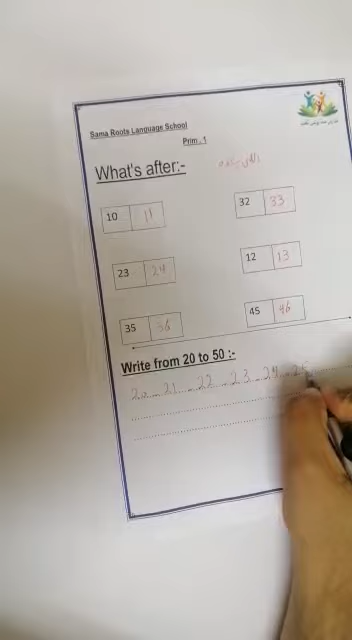 Sama Roots Language School
Prim . 1
What's after:-
10 11
32 33
23 24
12 13
35 36
45 46
Write from 20 to 50 :-
20 21 22 23 24 25